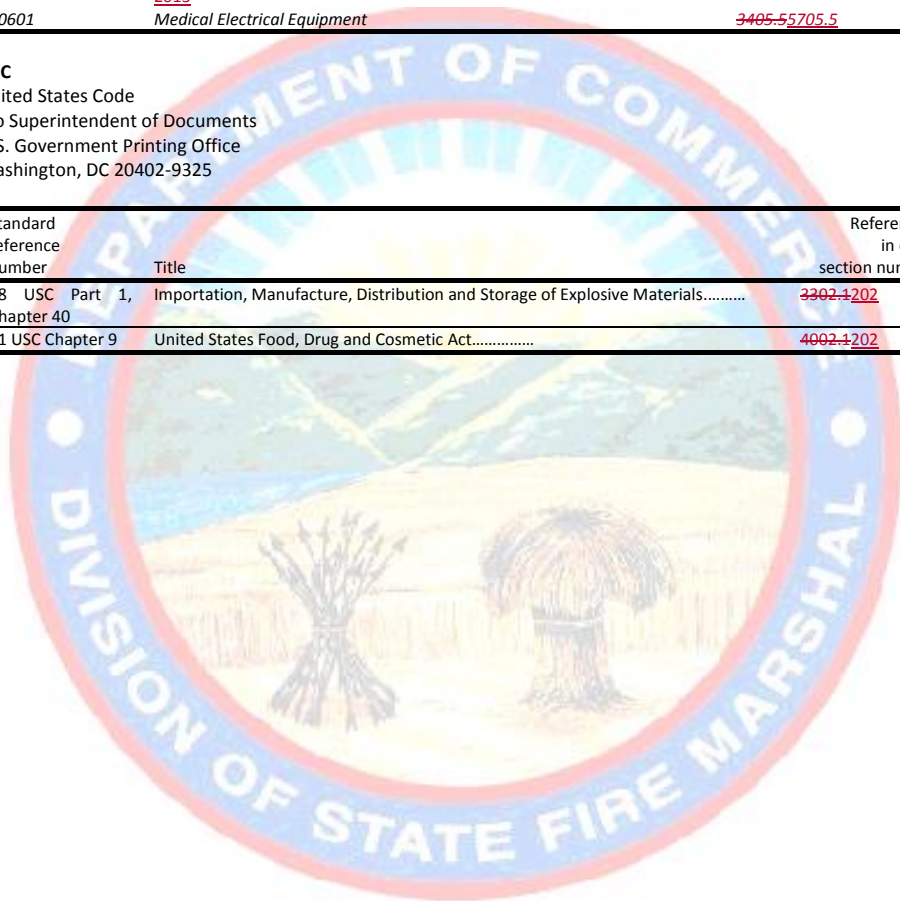 2015
0601 Medical Electrical Equipment 3405.55705.5
C
ited States Code
o Superintendent of Documents
S. Government Printing Office
ashington, DC 20402-9325
tandard Refere
eference in
umber Title section num
8 USC Part 1, Importation, Manufacture, Distribution and Storage of Explosive Materials.......... 3302.1202
hapter 40
1 USC Chapter 9 United States Food, Drug and Cosmetic Act............... 4002.1202
DEPARTMENT OF COMMERCE
DIVISION OF STATE FIRE MARSHAL